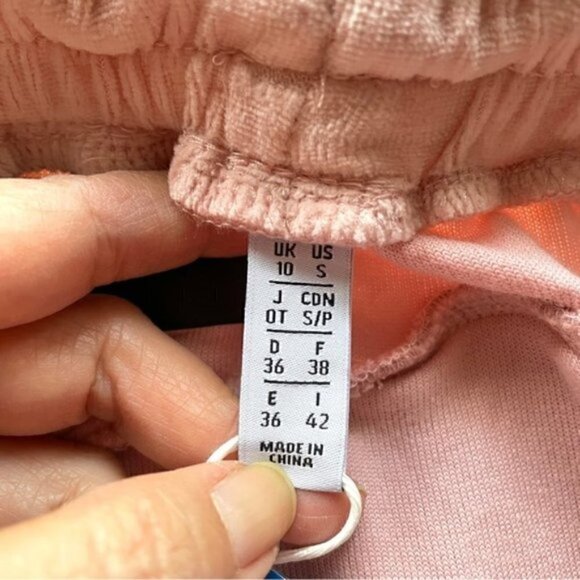 UK US
10 S
J CDN
OT S/P
D F
36 38
E I
36 42
MADE IN
CHINA